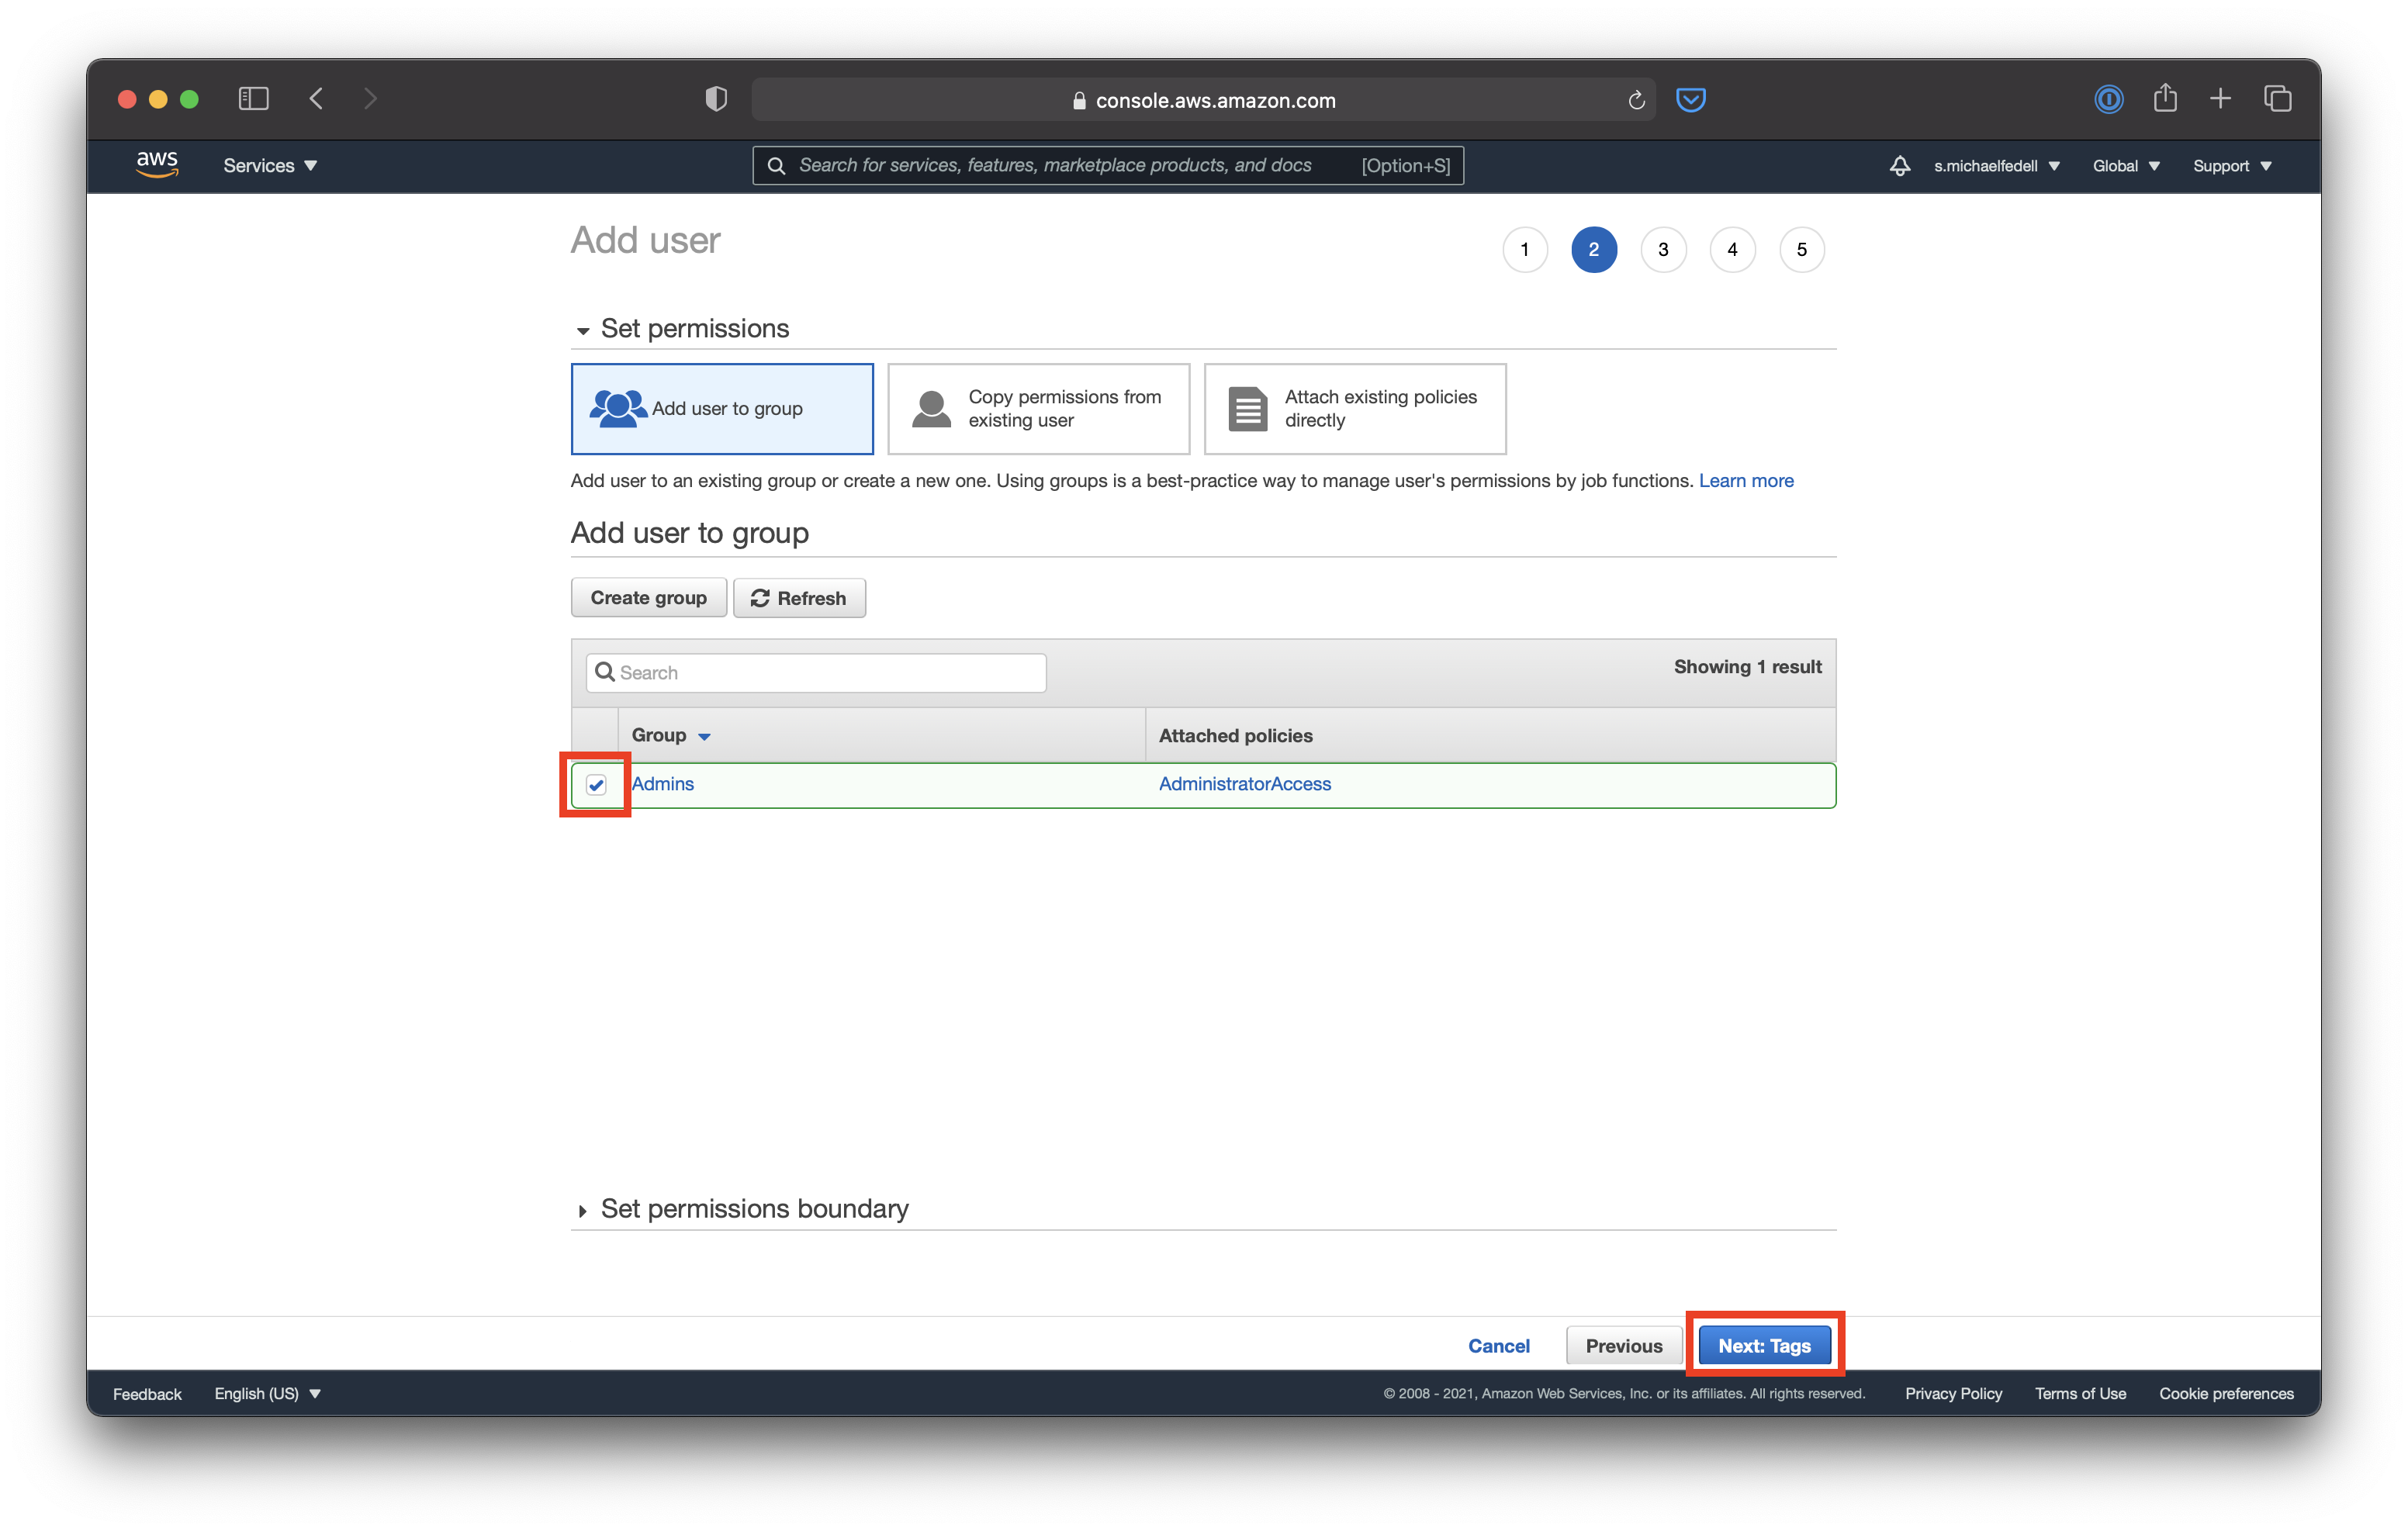 console.aws.amazon.com
aws
Services
Search for services, features, marketplace products, and docs [Option+S]
s.michaelfedell
Global
Support
Add user
1 2 3 4 5
Set permissions
Add user to group
Copy permissions from
existing user
Attach existing policies
directly
Add user to an existing group or create a new one. Using groups is a best-practice way to manage user's permissions by job functions. Learn more
Add user to group
Create group
Refresh
Search
Showing 1 result
Group
Attached policies
Admins
AdministratorAccess
Set permissions boundary
Cancel
Previous
Next: Tags
Feedback
English (US)
© 2008 - 2021, Amazon Web Services, Inc. or its affiliates. All rights reserved.
Privacy Policy
Terms of Use
Cookie preferences